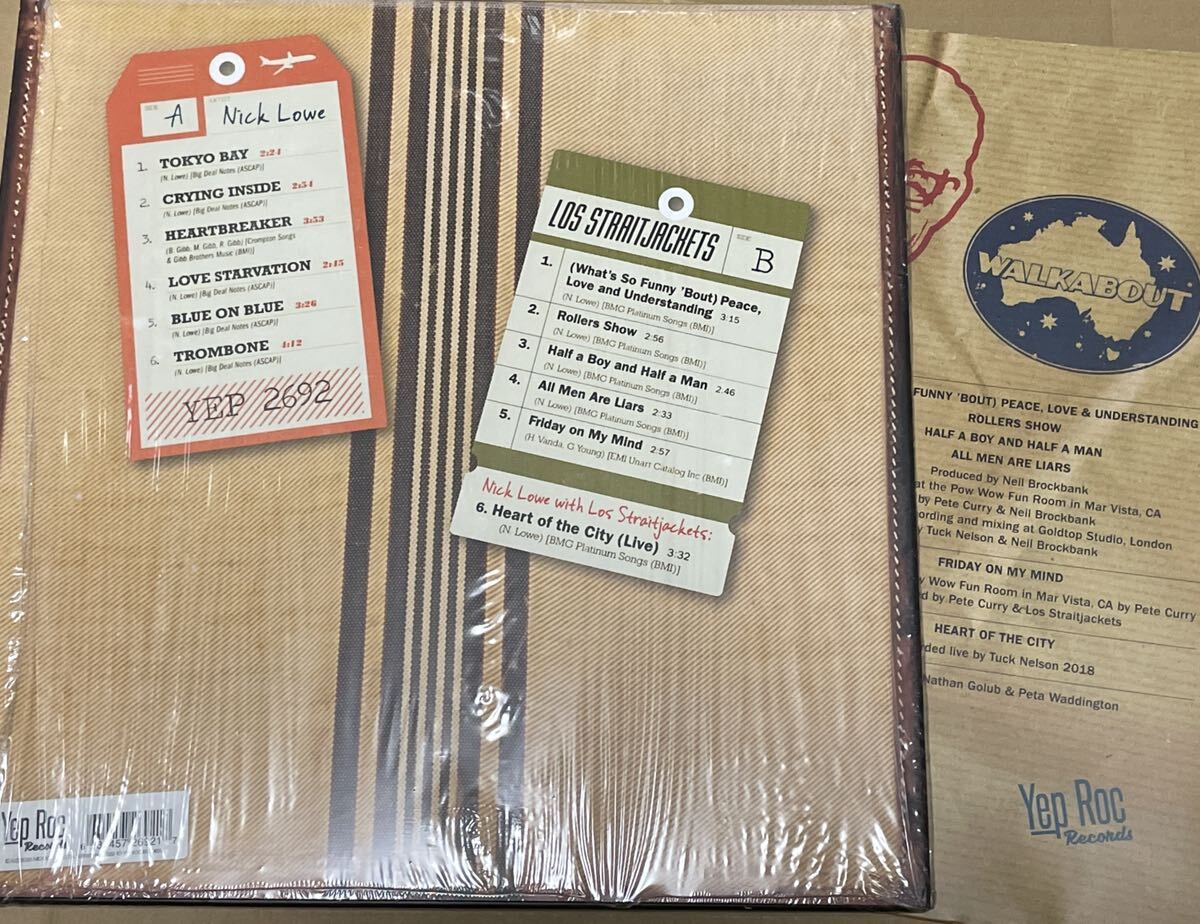 A
Nick Lowe
1. TOKYO BAY 2:24
(N. Lowe) [Big Deal Notes (ASCAP)]
2. CRYING INSIDE 2:54
(N. Lowe) [Big Deal Notes (ASCAP)]
3. HEARTBREAKER 3:53
(B. Gibb, M. Gibb, R. Gibb) [Crompton Songs
& Gibb Brothers Music (BMI)]
4. LOVE STARVATION 2:45
(N. Lowe) [Big Deal Notes (ASCAP)]
5. BLUE ON BLUE 3:26
(N. Lowe) [Big Deal Notes (ASCAP)]
6. TROMBONE 4:12
(N. Lowe) [Big Deal Notes (ASCAP)]
YEP 2692
LOS STRAITJACKETS
SIDE
B
1. (What's So Funny 'Bout) Peace,
Love and Understanding 3:15
(N. Lowe) [BMG Platinum Songs (BMI)]
2. Rollers Show 2:56
(N. Lowe) [BMG Platinum Songs (BMI)]
3. Half a Boy and Half a Man 2:46
(N. Lowe) [BMG Platinum Songs (BMI)]
4. All Men Are Liars 2:33
(N. Lowe) [BMG Platinum Songs (BMI)]
5. Friday on My Mind 2:57
(H. Vanda, G Young) [EMI Unart Catalog Inc (BMI)]
Nick Lowe with Los Straitjackets:
6. Heart of the City (Live) 3:32
(N. Lowe) [BMG Platinum Songs (BMI)]
Yep Roc
Records
WALKABOUT
FUNNY 'BOUT) PEACE, LOVE & UNDERSTANDING
ROLLERS SHOW
HALF A BOY AND HALF A MAN
ALL MEN ARE LIARS
Produced by Neil Brockbank
at the Pow Wow Fun Room in Mar Vista, CA
by Pete Curry & Neil Brockbank
ording and mixing at Goldtop Studio, London
y Tuck Nelson & Neil Brockbank
FRIDAY ON MY MIND
Wow Fun Room in Mar Vista, CA by Pete Curry
d by Pete Curry & Los Straitjackets
HEART OF THE CITY
ded live by Tuck Nelson 2018
Nathan Golub & Peta Waddington
Yep Roc
Records